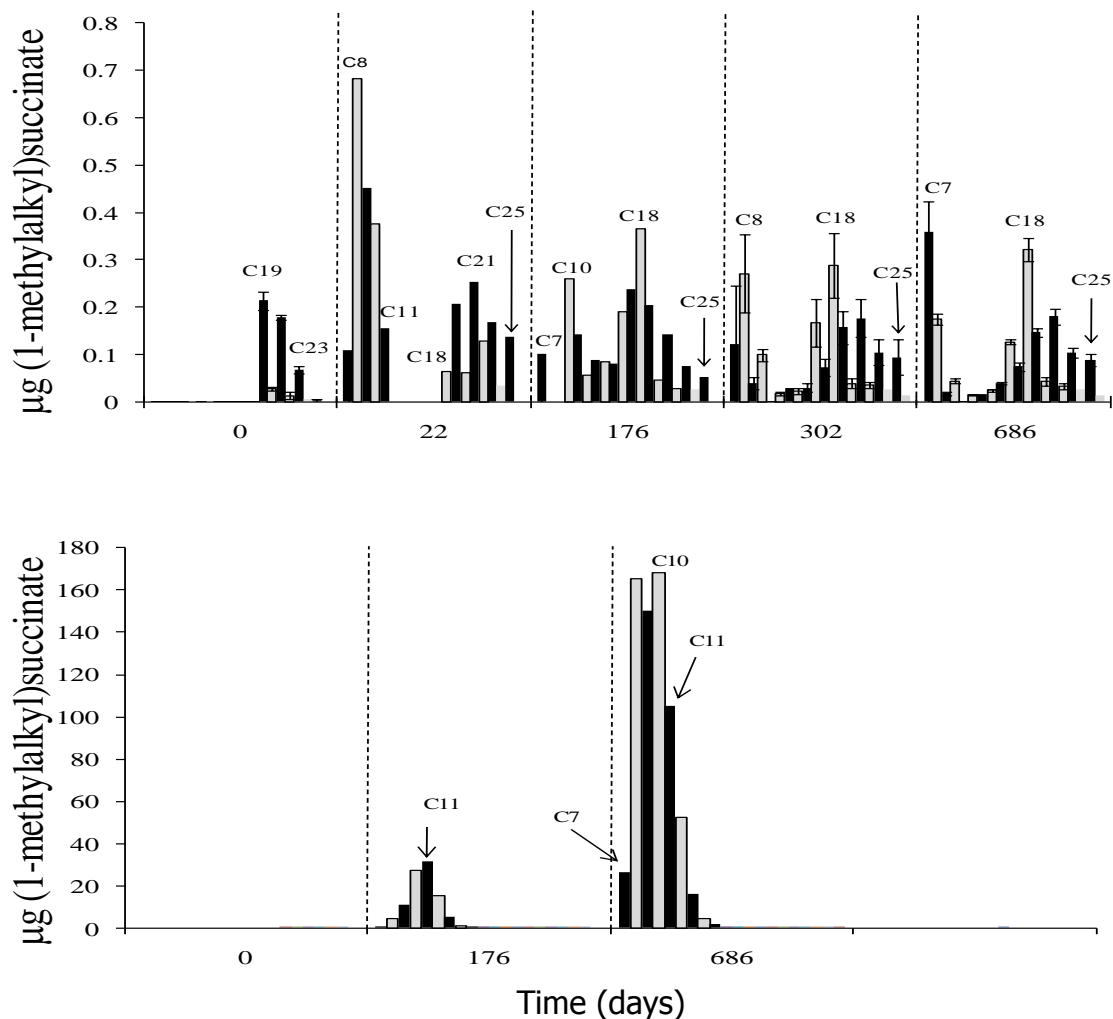 µg (1-methylalkyl)succinate
0.8
0.7
0.6
0.5
0.4
0.3
0.2
0.1
0
C19
C23
C8
C11
C18
C21
C25
C7
C10
C18
C25
C8
C18
C25
C7
C18
C25
0 22 176 302 686
µg (1-methylalkyl)succinate
180
160
140
120
100
80
60
40
20
0
C11
C7
C10
C11
0 176 686
Time (days)